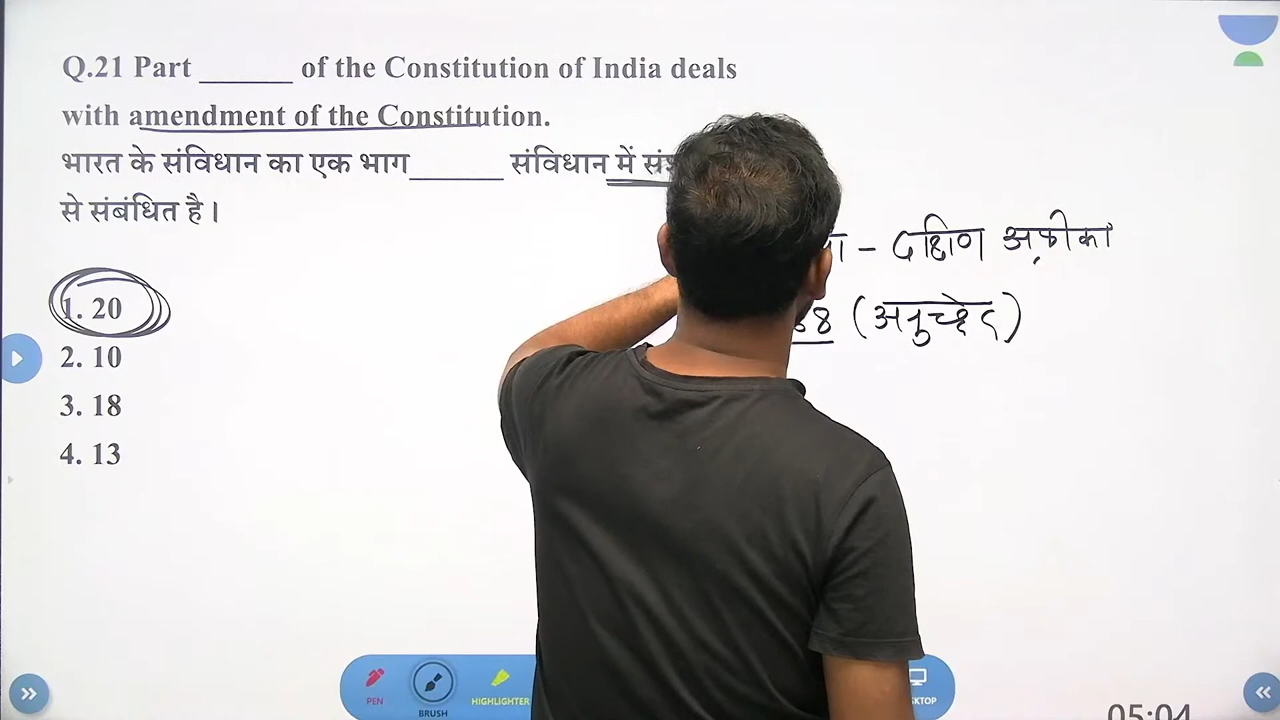 Q.21 Part ______ of the Constitution of India deals
with amendment of the Constitution.
भारत के संविधान का एक भाग______ संविधान में
से संबंधित है।
– दक्षिण अफ्रीका
(अनुच्छेद)
1. 20
2. 10
3. 18
4. 13
PEN
BRUSH
HIGHLIGHTER
05:04